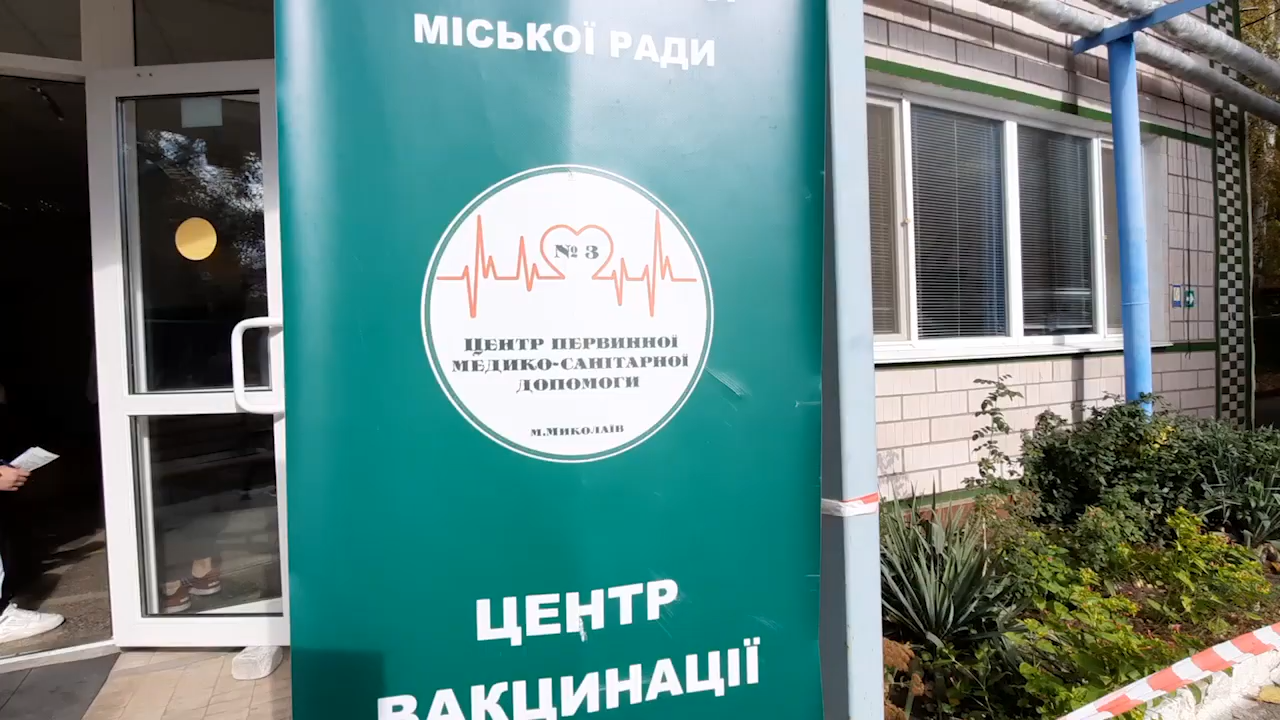 МІСЬКОЇ РАДИ
№ 3
ЦЕНТР ПЕРВИННОЇ
МЕДИКО-САНІТАРНОЇ
ДОПОМОГИ
м.Миколаїв
ЦЕНТР
ВАКЦИНАЦІЇ